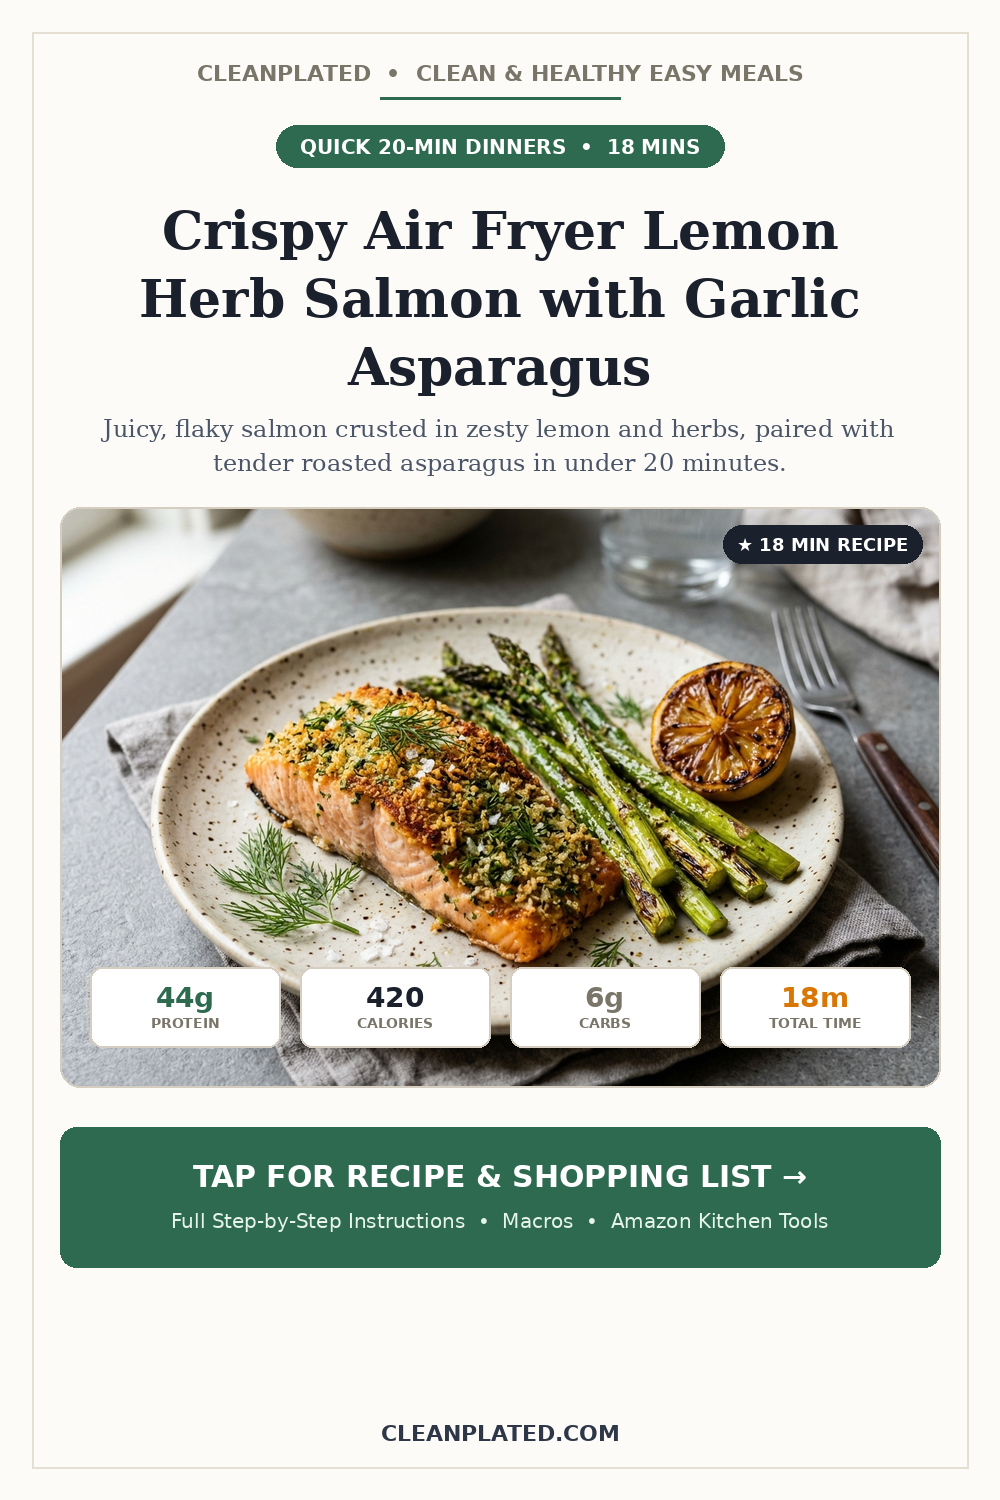 CLEANPLATED • CLEAN & HEALTHY EASY MEALS
QUICK 20-MIN DINNERS • 18 MINS
Crispy Air Fryer Lemon
Herb Salmon with Garlic
Asparagus
Juicy, flaky salmon crusted in zesty lemon and herbs, paired with
tender roasted asparagus in under 20 minutes.
★ 18 MIN RECIPE
44g
PROTEIN
420
CALORIES
6g
CARBS
18m
TOTAL TIME
TAP FOR RECIPE & SHOPPING LIST →
Full Step-by-Step Instructions • Macros • Amazon Kitchen Tools
CLEANPLATED.COM